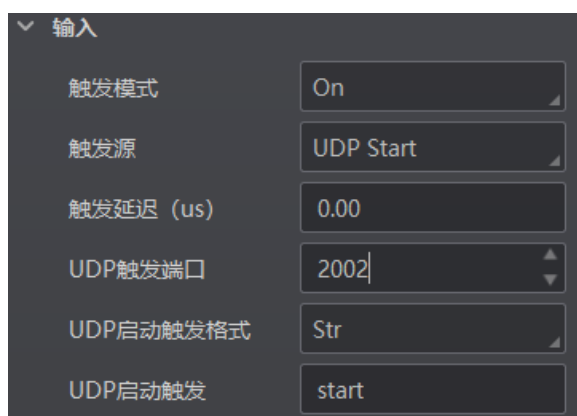 输入
触发模式 On
触发源 UDP Start
触发延迟（us） 0.00
UDP触发端口 2002
UDP启动触发格式 Str
UDP启动触发 start